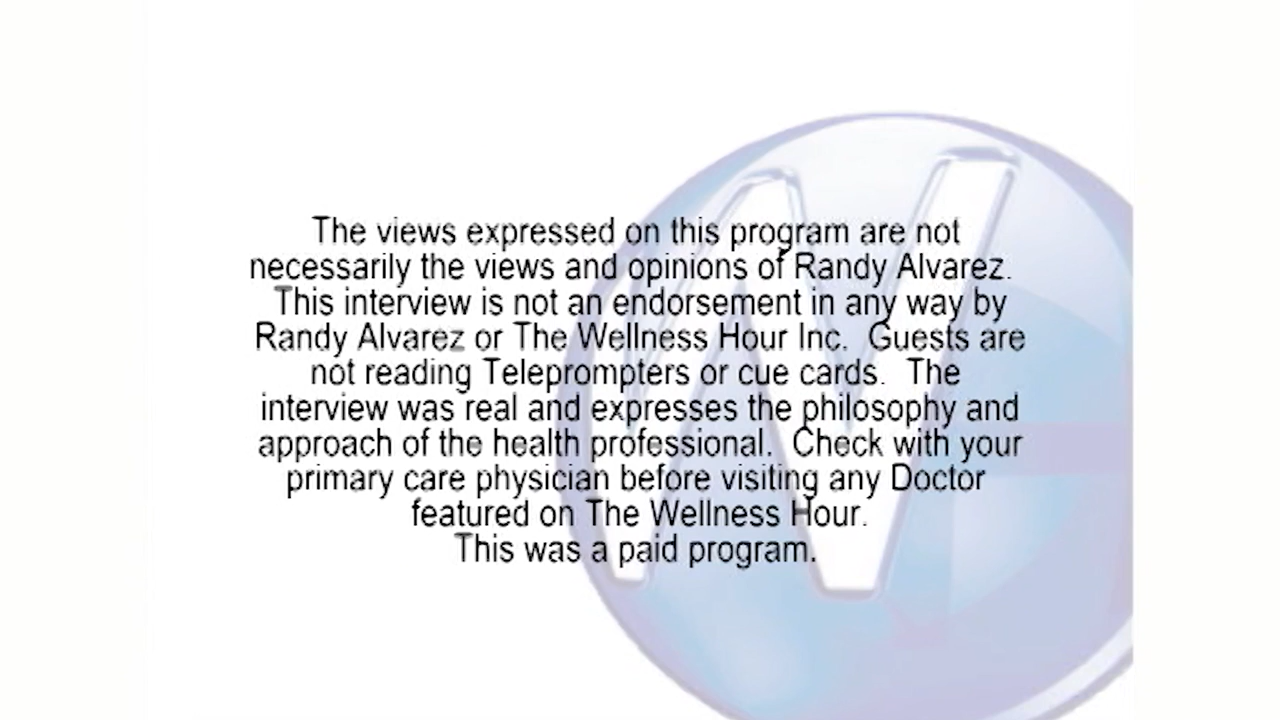 The views expressed on this program are not
necessarily the views and opinions of Randy Alvarez.
This interview is not an endorsement in any way by
Randy Alvarez or The Wellness Hour Inc.  Guests are
not reading Teleprompters or cue cards.  The
interview was real and expresses the philosophy and
approach of the health professional.  Check with your
primary care physician before visiting any Doctor
featured on The Wellness Hour.
This was a paid program.